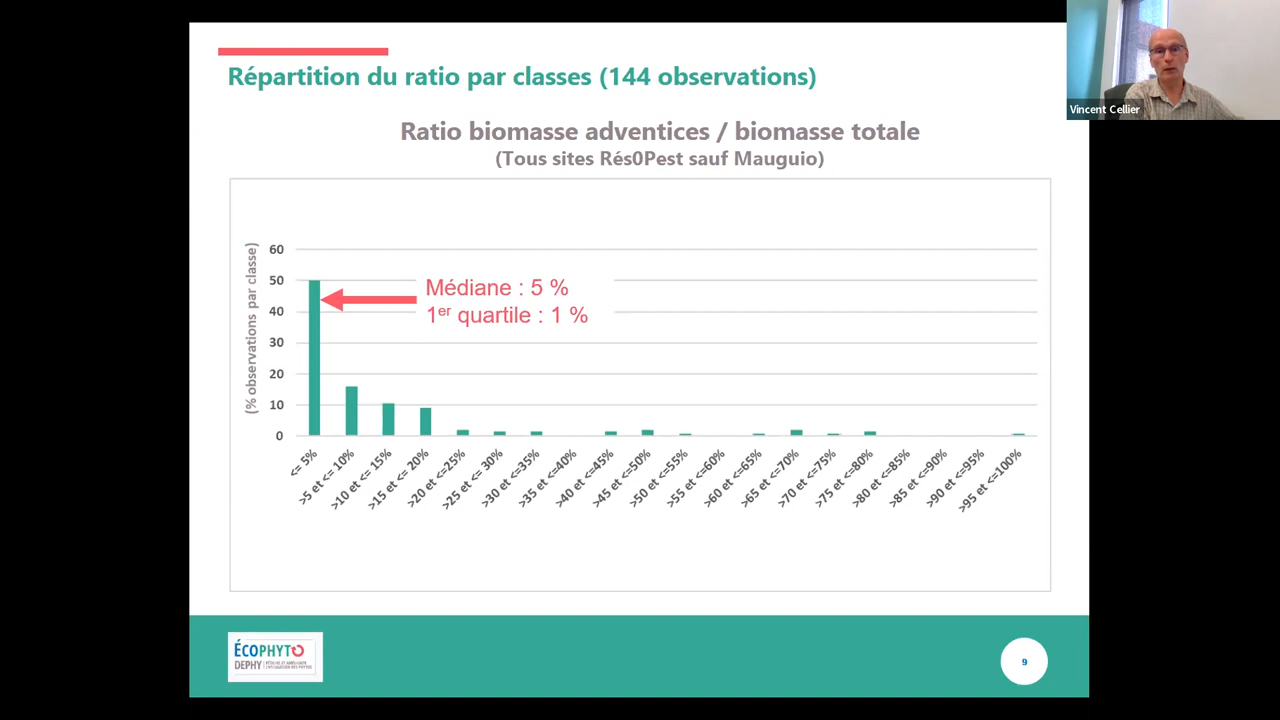 Répartition du ratio par classes (144 observations)
Vincent Cellier
Ratio biomasse adventices / biomasse totale
(Tous sites Rés0Pest sauf Mauguio)
(% observations par classe)
60
50
40
30
20
10
0
Médiane : 5 %
1er quartile : 1 %
<= 5%
>5 et <= 10%
>10 et <= 15%
>15 et <= 20%
>20 et <=25%
>25 et <= 30%
>30 et <=35%
>35 et <=40%
>40 et <=45%
>45 et <=50%
>50 et <=55%
>55 et <=60%
>60 et <=65%
>65 et <=70%
>70 et <=75%
>75 et <=80%
>80 et <=85%
>85 et <=90%
>90 et <=95%
>95 et <=100%
ÉCOPHYTO
DEPHY
9